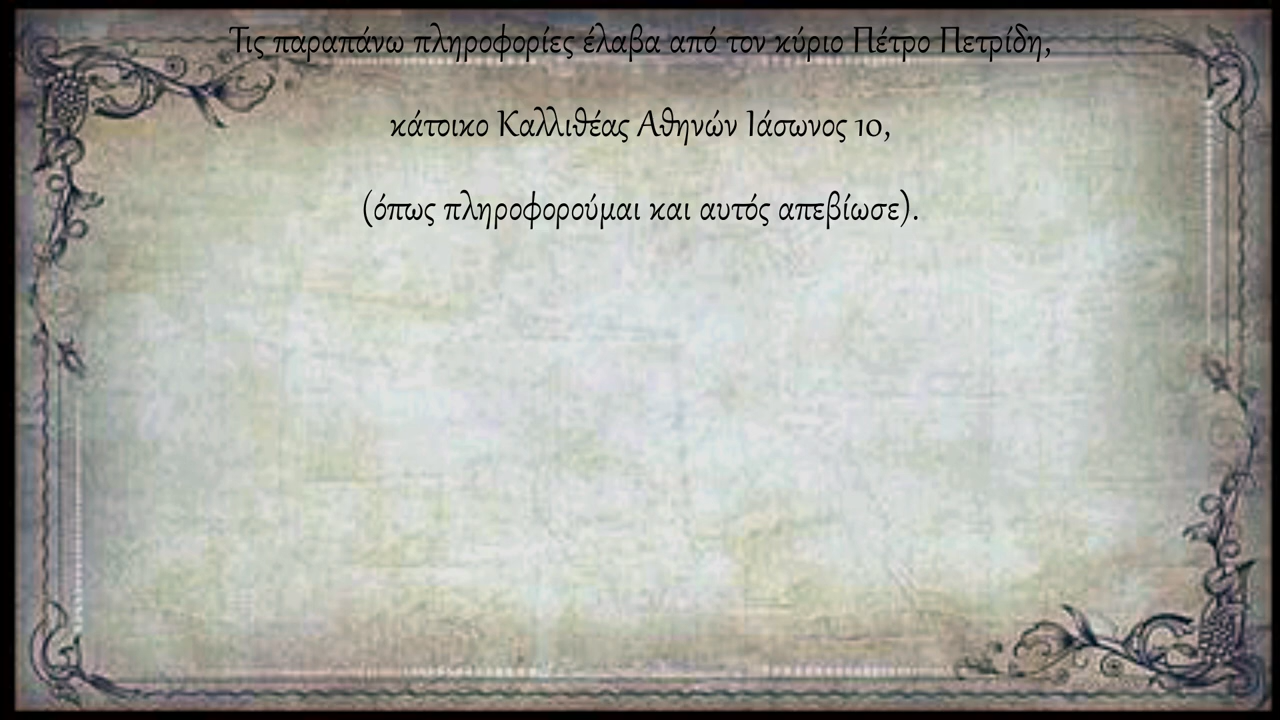 Τις παραπάνω πληροφορίες έλαβα από τον κύριο Πέτρο Πετρίδη,
κάτοικο Καλλιθέας Αθηνών Ιάσωνος 10,
(όπως πληροφορούμαι και αυτός απεβίωσε).